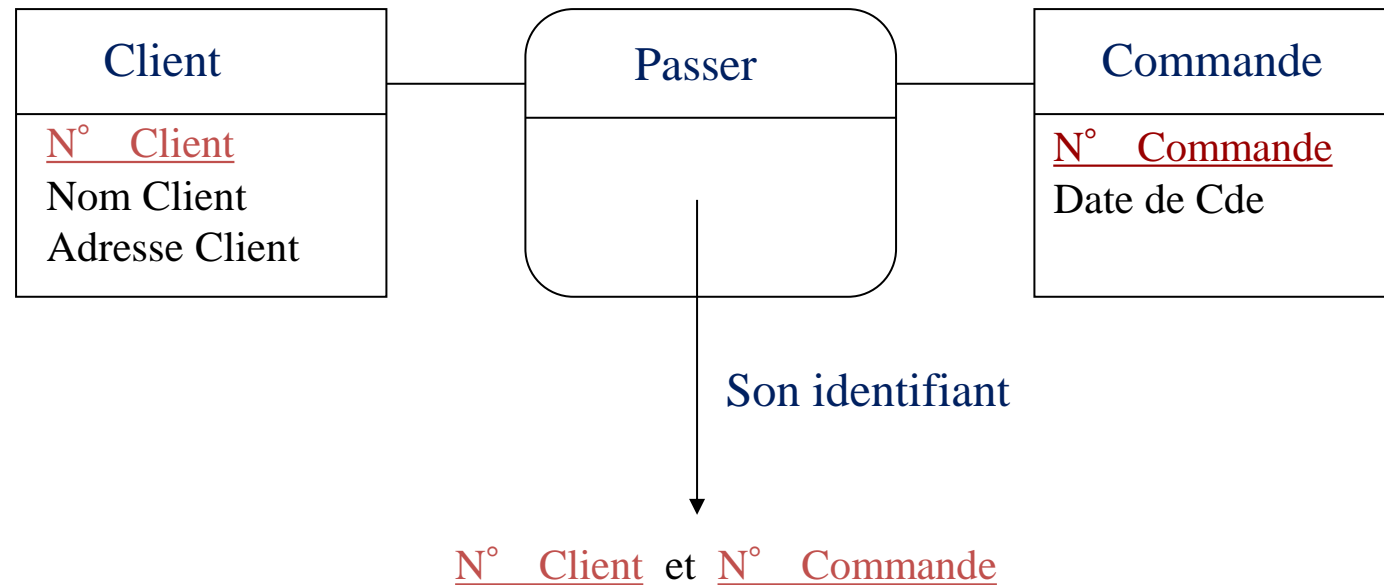 Client
N° Client
Nom Client
Adresse Client
Passer
Commande
N° Commande
Date de Cde
Son identifiant
N° Client et N° Commande